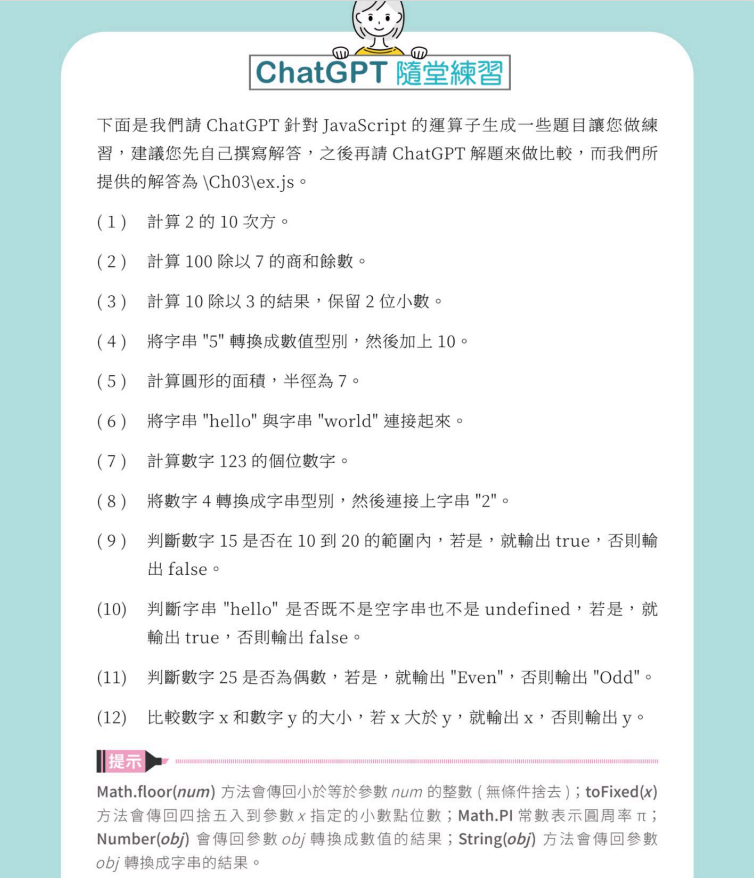 ChatGPT 隨堂練習
下面是我們請 ChatGPT 針對 JavaScript 的運算子生成一些題目讓您做練
習，建議您先自己撰寫解答，之後再請 ChatGPT 解題來做比較，而我們所
提供的解答為 \Ch03\ex.js。
( 1 ) 計算 2 的 10 次方。
( 2 ) 計算 100 除以 7 的商和餘數。
( 3 ) 計算 10 除以 3 的結果，保留 2 位小數。
( 4 ) 將字串 "5" 轉換成數值型別，然後加上 10。
( 5 ) 計算圓形的面積，半徑為 7。
( 6 ) 將字串 "hello" 與字串 "world" 連接起來。
( 7 ) 計算數字 123 的個位數字。
( 8 ) 將數字 4 轉換成字串型別，然後連接上字串 "2"。
( 9 ) 判斷數字 15 是否在 10 到 20 的範圍內，若是，就輸出 true，否則輸
出 false。
(10) 判斷字串 "hello" 是否既不是空字串也不是 undefined，若是，就
輸出 true，否則輸出 false。
(11) 判斷數字 25 是否為偶數，若是，就輸出 "Even"，否則輸出 "Odd"。
(12) 比較數字 x 和數字 y 的大小，若 x 大於 y，就輸出 x，否則輸出 y。
提示
Math.floor(num) 方法會傳回小於等於參數 num 的整數 ( 無條件捨去 )；toFixed(x)
方法會傳回四捨五入到參數 x 指定的小數點位數；Math.PI 常數表示圓周率 π；
Number(obj) 會傳回參數 obj 轉換成數值的結果；String(obj) 方法會傳回參數
obj 轉換成字串的結果。